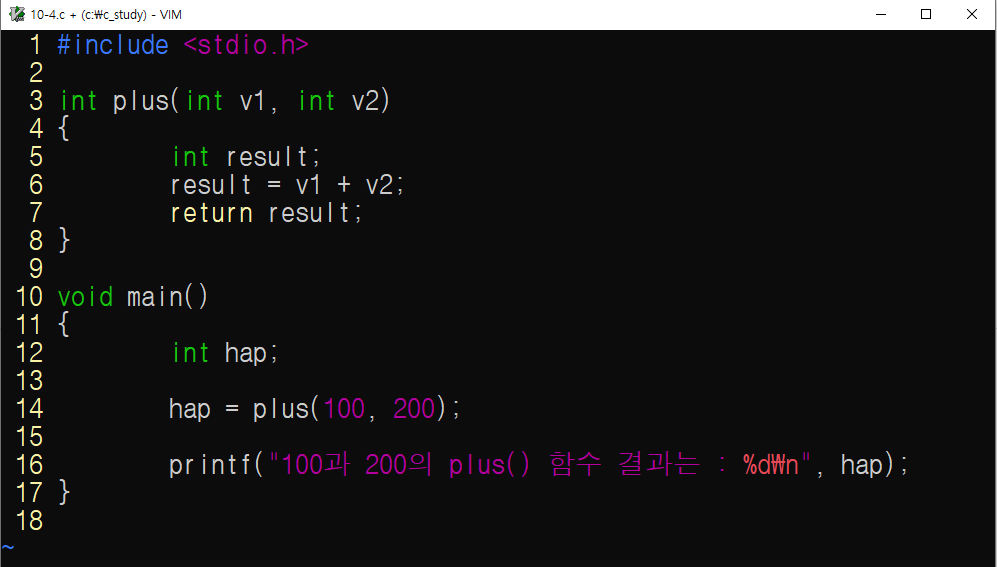 10-4.c + (c:₩c_study) - VIM
1 #include <stdio.h>
2
3 int plus(int v1, int v2)
4 {
5         int result;
6         result = v1 + v2;
7         return result;
8 }
9
10 void main()
11 {
12         int hap;
13
14         hap = plus(100, 200);
15
16         printf("100과 200의 plus() 함수 결과는 : %d₩n", hap);
17 }
18
~